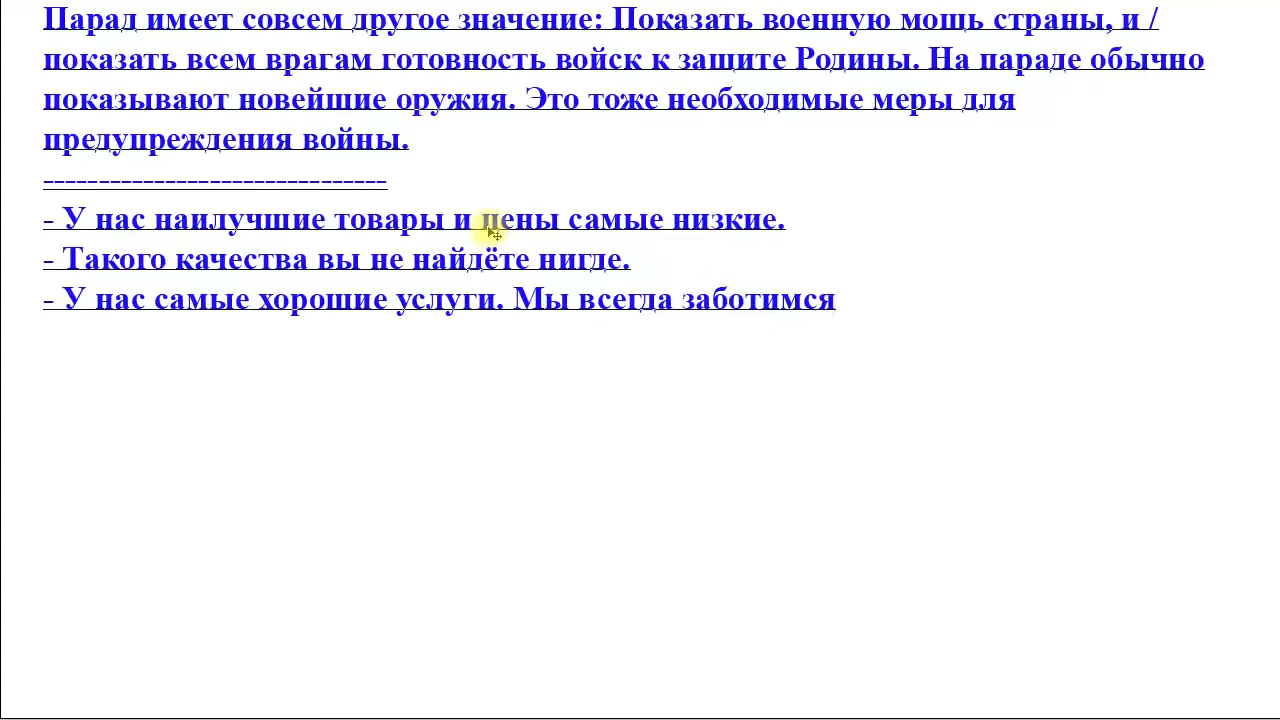 Парад имеет совсем другое значение: Показать военную мощь страны, и /
показать всем врагам готовность войск к защите Родины. На параде обычно
показывают новейшие оружия. Это тоже необходимые меры для
предупреждения войны.
-------------------------------
- У нас наилучшие товары и цены самые низкие.
- Такого качества вы не найдёте нигде.
- У нас самые хорошие услуги. Мы всегда заботимся